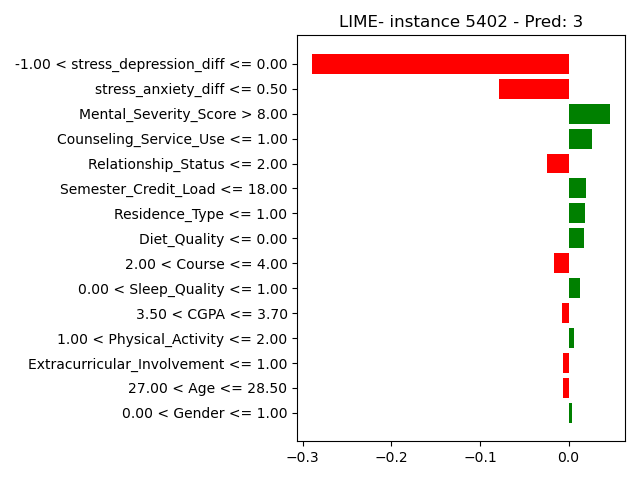 LIME- instance 5402 - Pred: 3
-1.00 < stress_depression_diff <= 0.00
stress_anxiety_diff <= 0.50
Mental_Severity_Score > 8.00
Counseling_Service_Use <= 1.00
Relationship_Status <= 2.00
Semester_Credit_Load <= 18.00
Residence_Type <= 1.00
Diet_Quality <= 0.00
2.00 < Course <= 4.00
0.00 < Sleep_Quality <= 1.00
3.50 < CGPA <= 3.70
1.00 < Physical_Activity <= 2.00
Extracurricular_Involvement <= 1.00
27.00 < Age <= 28.50
0.00 < Gender <= 1.00
−0.3 −0.2 −0.1 0.0